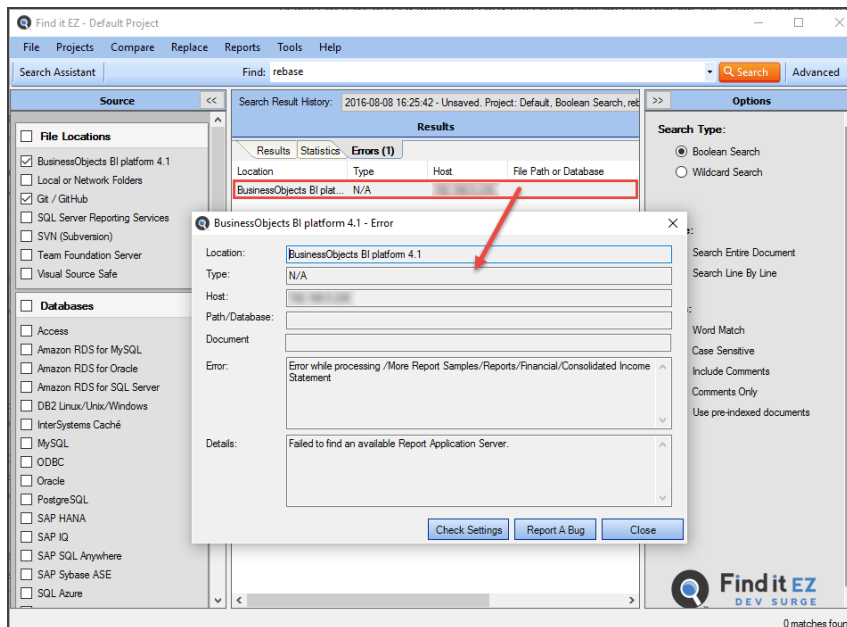 Find it EZ - Default Project
File Projects Compare Replace Reports Tools Help
Search Assistant Find: rebase Search Advanced
Source << Search Result History: 2016-08-08 16:25:42 - Unsaved. Project: Default, Boolean Search, reb >> Options
File Locations
BusinessObjects BI platform 4.1
Local or Network Folders
Git / GitHub
SQL Server Reporting Services
SVN (Subversion)
Team Foundation Server
Visual Source Safe
Databases
Access
Amazon RDS for MySQL
Amazon RDS for Oracle
Amazon RDS for SQL Server
DB2 Linux/Unix/Windows
InterSystems Caché
MySQL
ODBC
Oracle
PostgreSQL
SAP HANA
SAP IQ
SAP SQL Anywhere
SAP Sybase ASE
SQL Azure
Results
Results Statistics Errors (1)
Location Type Host File Path or Database
BusinessObjects BI plat... N/A
BusinessObjects BI platform 4.1 - Error
Location: BusinessObjects BI platform 4.1
Type: N/A
Host:
Path/Database:
Document
Error: Error while processing /More Report Samples/Reports/Financial/Consolidated Income
Statement
Details: Failed to find an available Report Application Server.
Check Settings Report A Bug Close
Search Type:
Boolean Search
Wildcard Search
Search Entire Document
Search Line By Line
Word Match
Case Sensitive
Include Comments
Comments Only
Use pre-indexed documents
Find it EZ
DEV SURGE
0 matches foun